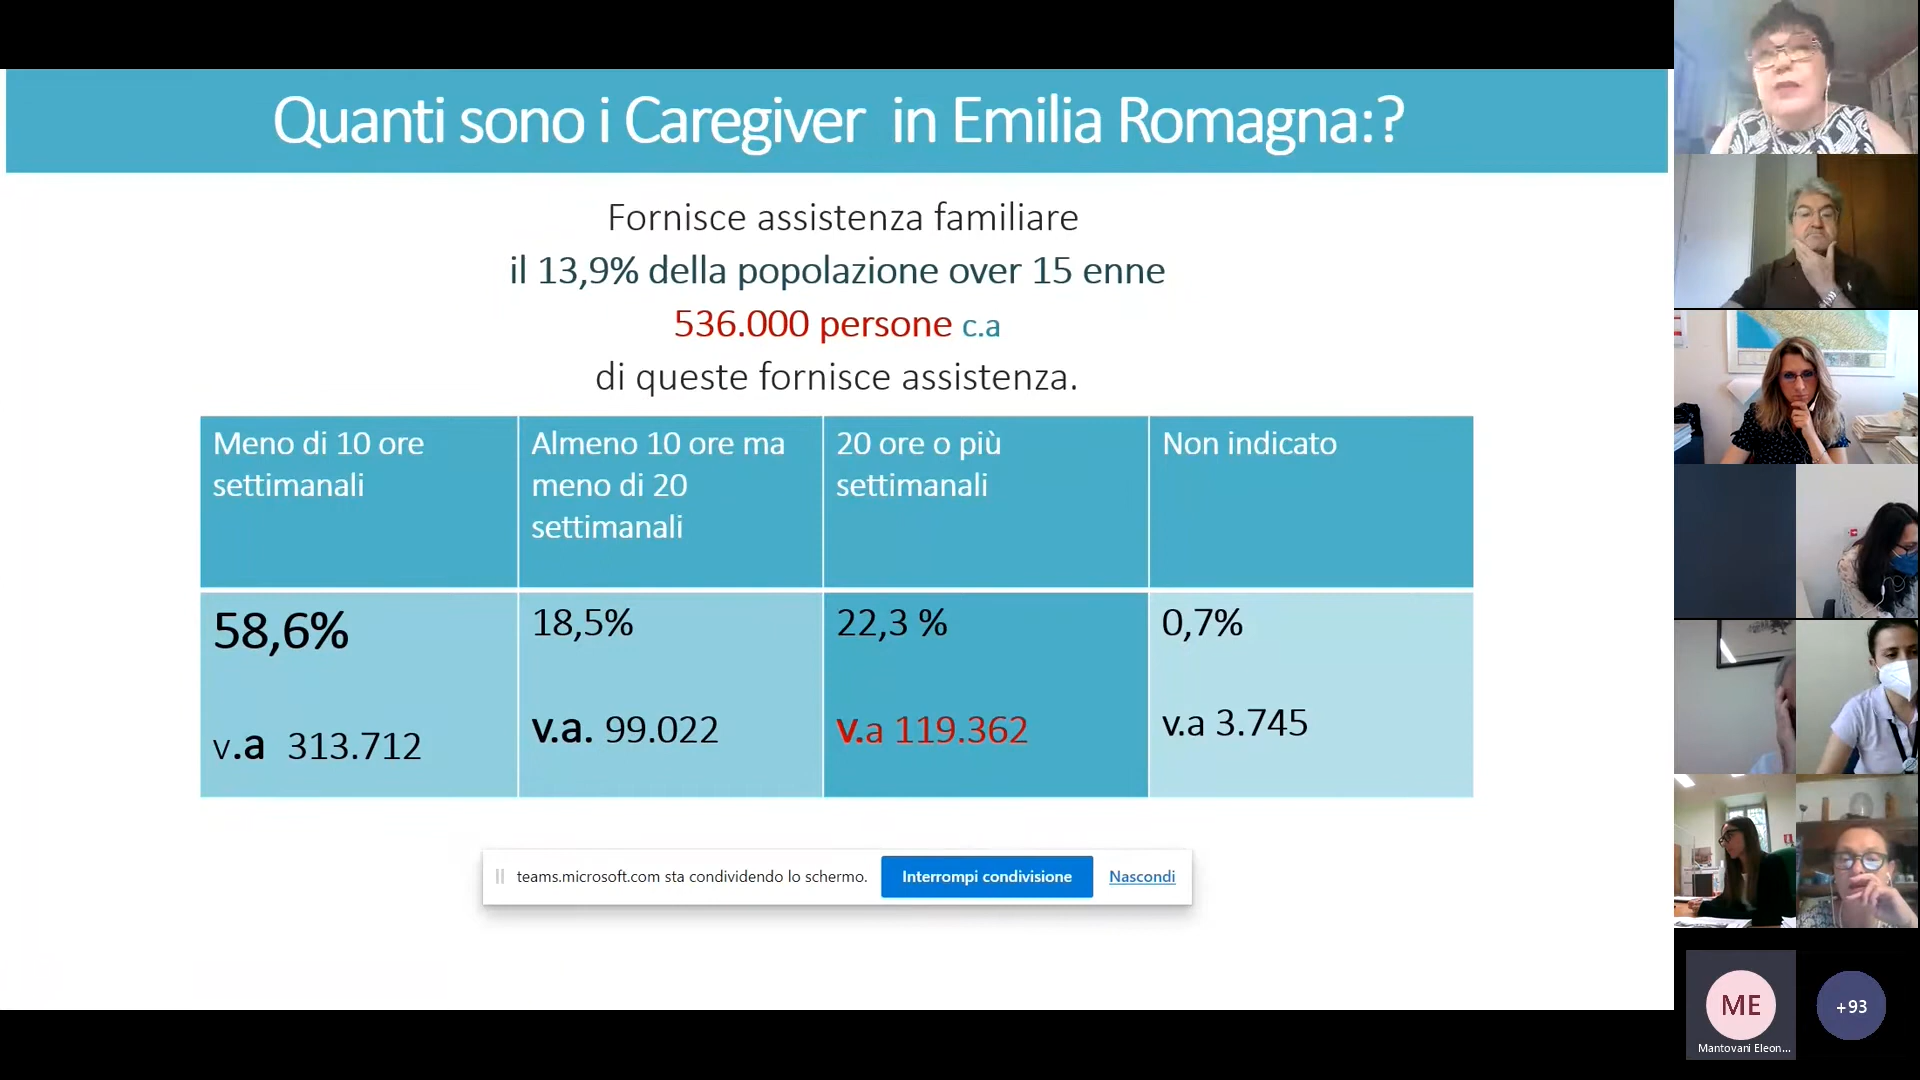 Quanti sono i Caregiver in Emilia Romagna:?
Fornisce assistenza familiare
il 13,9% della popolazione over 15 enne
536.000 persone c.a
di queste fornisce assistenza.
Meno di 10 ore
settimanali
Almeno 10 ore ma
meno di 20
settimanali
20 ore o più
settimanali
Non indicato
58,6%
v.a 313.712
18,5%
v.a. 99.022
22,3 %
v.a 119.362
0,7%
v.a 3.745
teams.microsoft.com sta condividendo lo schermo.
Interrompi condivisione
Nascondi
ME
Mantovani Eleon...
+93